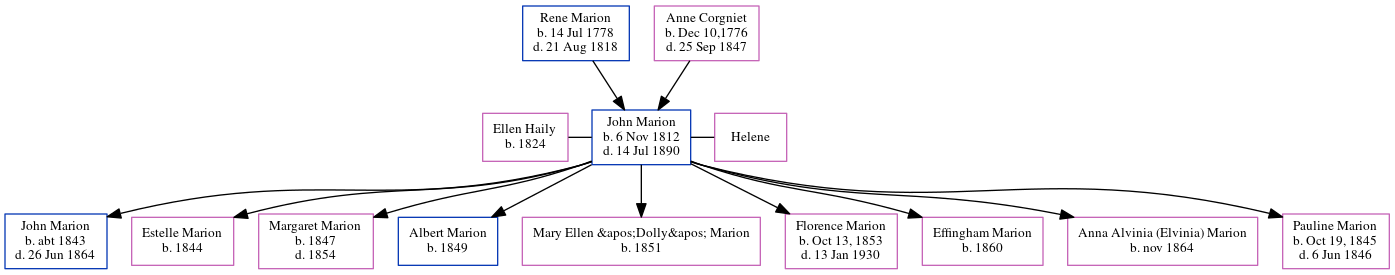 Rene Marion
b. 14 Jul 1778
d. 21 Aug 1818
Anne Corgniet
b. Dec 10,1776
d. 25 Sep 1847
Ellen Haily
b. 1824
John Marion
b. 6 Nov 1812
d. 14 Jul 1890
Helene
John Marion
b. abt 1843
d. 26 Jun 1864
Estelle Marion
b. 1844
Margaret Marion
b. 1847
d. 1854
Albert Marion
b. 1849
Mary Ellen &apos;Dolly&apos; Marion
b. 1851
Florence Marion
b. Oct 13, 1853
d. 13 Jan 1930
Effingham Marion
b. 1860
Anna Alvinia (Elvinia) Marion
b. nov 1864
Pauline Marion
b. Oct 19, 1845
d. 6 Jun 1846